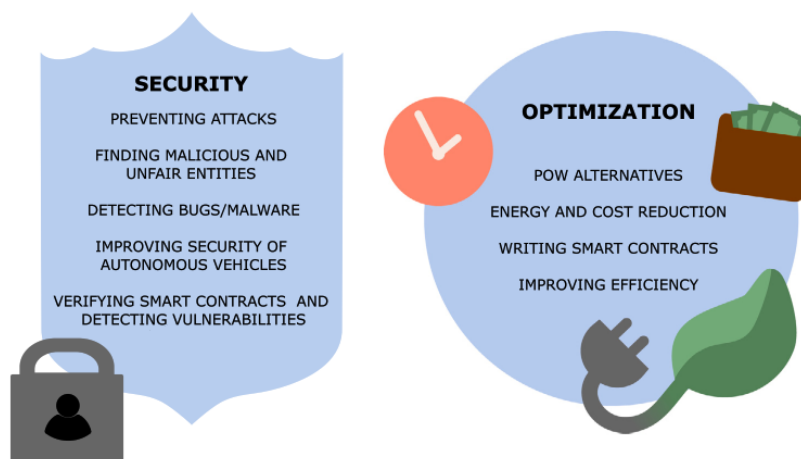 SECURITY
PREVENTING ATTACKS
FINDING MALICIOUS AND
UNFAIR ENTITIES
DETECTING BUGS/MALWARE
IMPROVING SECURITY OF
AUTONOMOUS VEHICLES
VERIFYING SMART CONTRACTS AND
DETECTING VULNERABILITIES
OPTIMIZATION
POW ALTERNATIVES
ENERGY AND COST REDUCTION
WRITING SMART CONTRACTS
IMPROVING EFFICIENCY